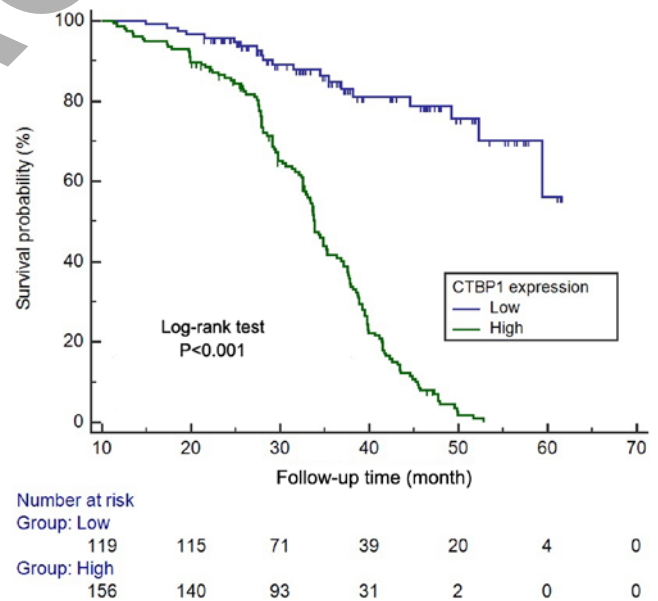 100
80
60
40
20
0
Survival probability (%)
Log-rank test
P<0.001
CTBP1 expression
Low
High
10 20 30 40 50 60 70
Follow-up time (month)
Number at risk
Group: Low
119 115 71 39 20 4 0
Group: High
156 140 93 31 2 0 0